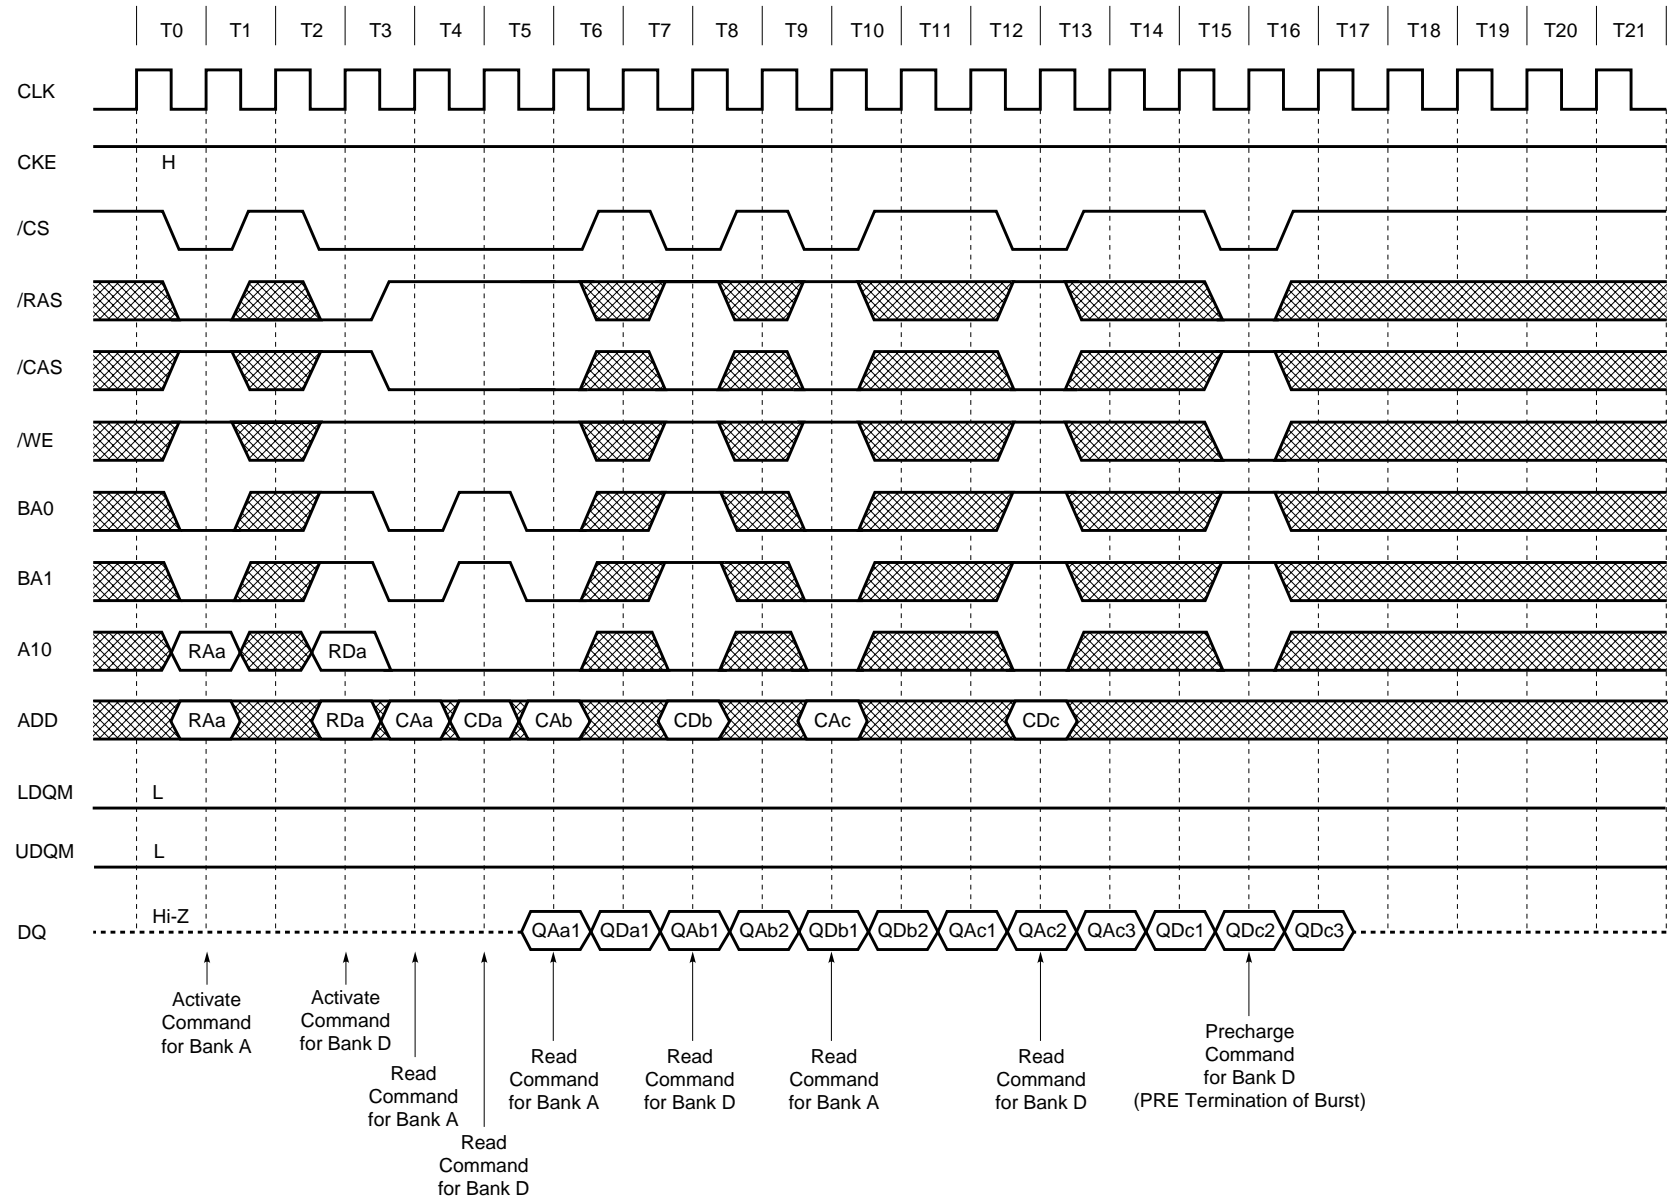 T0 T1 T2 T3 T4 T5 T6 T7 T8 T9 T10 T11 T12 T13 T14 T15 T16 T17 T18 T19 T20 T21
CLK
CKE H
/CS
/RAS
/CAS
/WE
BA0
BA1
A10 RAa RDa
ADD RAa RDa CAa CDa CAb CDb CAc CDc
LDQM L
UDQM L
DQ Hi-Z QAa1 QDa1 QAb1 QAb2 QDb1 QDb2 QAc1 QAc2 QAc3 QDc1 QDc2 QDc3
Activate
Command
for Bank A
Activate
Command
for Bank D
Read
Command
for Bank A
Read
Command
for Bank D
Read
Command
for Bank A
Read
Command
for Bank D
Read
Command
for Bank A
Read
Command
for Bank D
Precharge
Command
for Bank D
(PRE Termination of Burst)